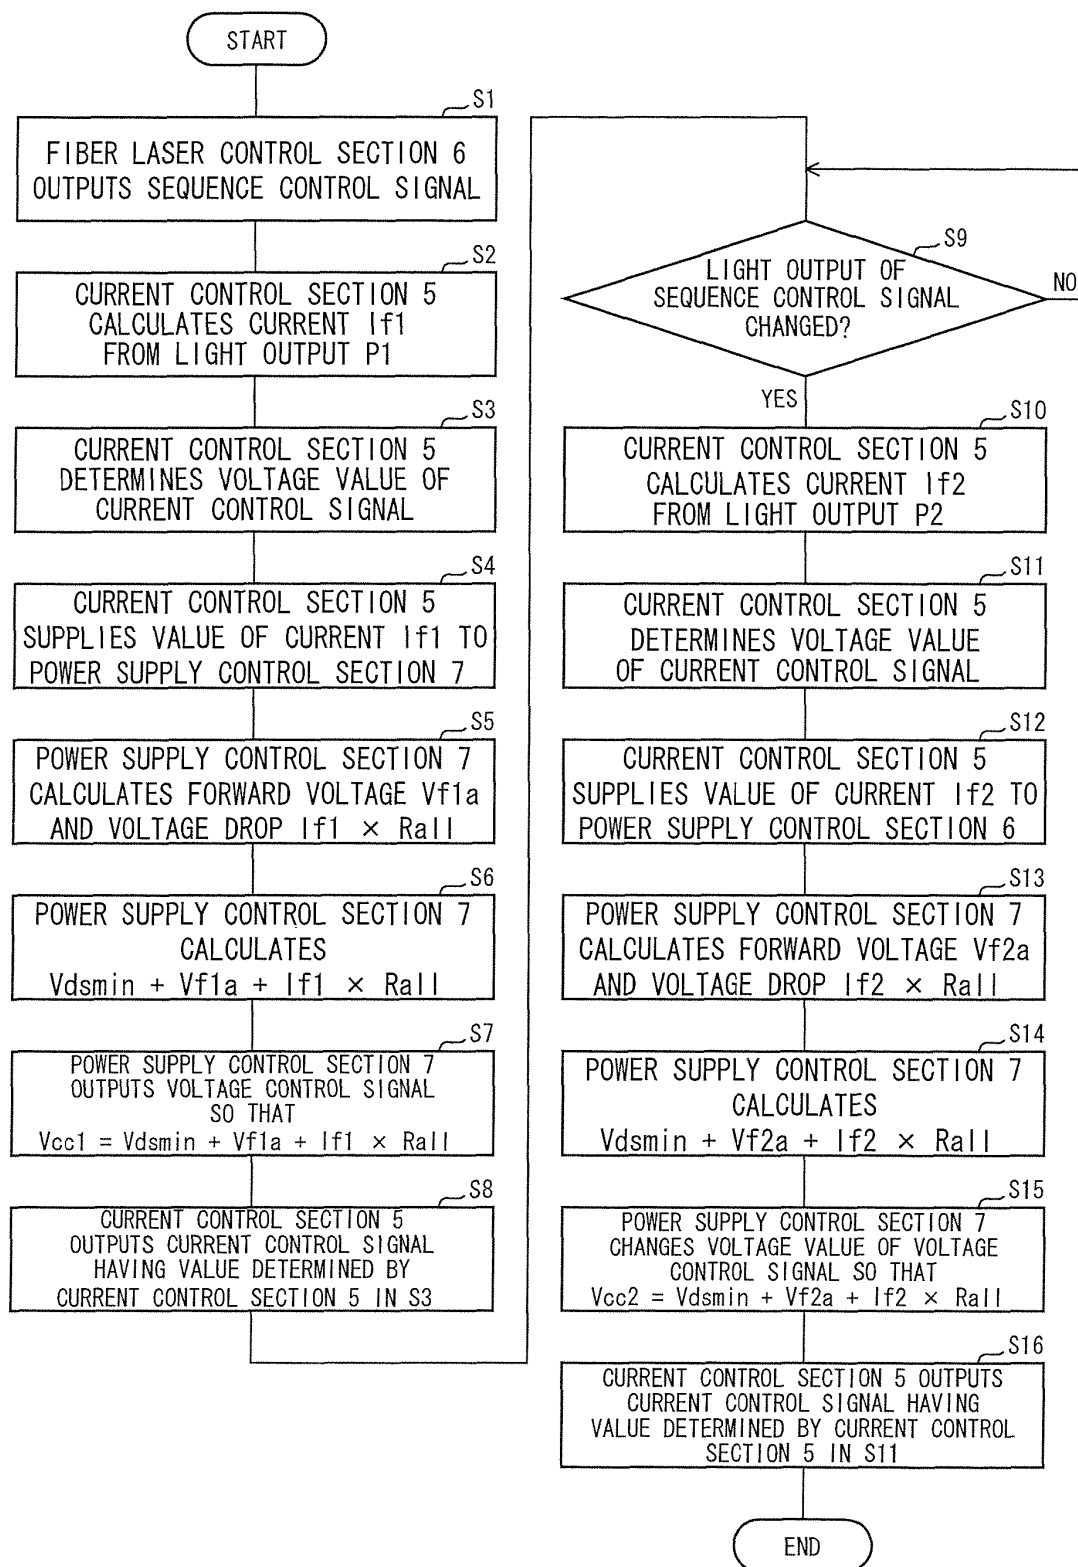 START
S1
FIBER LASER CONTROL SECTION 6
OUTPUTS SEQUENCE CONTROL SIGNAL
S2
CURRENT CONTROL SECTION 5
CALCULATES CURRENT If1
FROM LIGHT OUTPUT P1
S3
CURRENT CONTROL SECTION 5
DETERMINES VOLTAGE VALUE OF
CURRENT CONTROL SIGNAL
S4
CURRENT CONTROL SECTION 5
SUPPLIES VALUE OF CURRENT If1 TO
POWER SUPPLY CONTROL SECTION 7
S5
POWER SUPPLY CONTROL SECTION 7
CALCULATES FORWARD VOLTAGE Vf1a
AND VOLTAGE DROP If1 × Rall
S6
POWER SUPPLY CONTROL SECTION 7
CALCULATES
Vdsmin + Vf1a + If1 × Rall
S7
POWER SUPPLY CONTROL SECTION 7
OUTPUTS VOLTAGE CONTROL SIGNAL
SO THAT
Vcc1 = Vdsmin + Vf1a + If1 × Rall
S8
CURRENT CONTROL SECTION 5
OUTPUTS CURRENT CONTROL SIGNAL
HAVING VALUE DETERMINED BY
CURRENT CONTROL SECTION 5 IN S3
S9
LIGHT OUTPUT OF
SEQUENCE CONTROL SIGNAL
CHANGED?
NO
YES
S10
CURRENT CONTROL SECTION 5
CALCULATES CURRENT If2
FROM LIGHT OUTPUT P2
S11
CURRENT CONTROL SECTION 5
DETERMINES VOLTAGE VALUE
OF CURRENT CONTROL SIGNAL
S12
CURRENT CONTROL SECTION 5
SUPPLIES VALUE OF CURRENT If2 TO
POWER SUPPLY CONTROL SECTION 6
S13
POWER SUPPLY CONTROL SECTION 7
CALCULATES FORWARD VOLTAGE Vf2a
AND VOLTAGE DROP If2 × Rall
S14
POWER SUPPLY CONTROL SECTION 7
CALCULATES
Vdsmin + Vf2a + If2 × Rall
S15
POWER SUPPLY CONTROL SECTION 7
CHANGES VOLTAGE VALUE OF VOLTAGE
CONTROL SIGNAL SO THAT
Vcc2 = Vdsmin + Vf2a + If2 × Rall
S16
CURRENT CONTROL SECTION 5 OUTPUTS
CURRENT CONTROL SIGNAL HAVING
VALUE DETERMINED BY CURRENT CONTROL
SECTION 5 IN S11
END